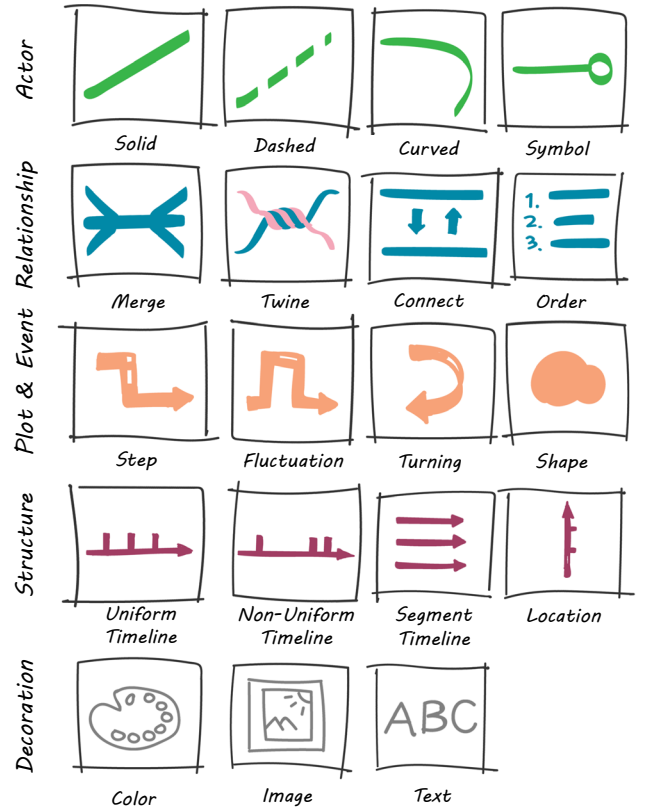 Actor
Solid
Dashed
Curved
Symbol
Relationship
1.
2.
3.
Merge
Twine
Connect
Order
Plot & Event
Step
Fluctuation
Turning
Shape
Structure
Uniform
Timeline
Non-Uniform
Timeline
Segment
Timeline
Location
Decoration
ABC
Color
Image
Text